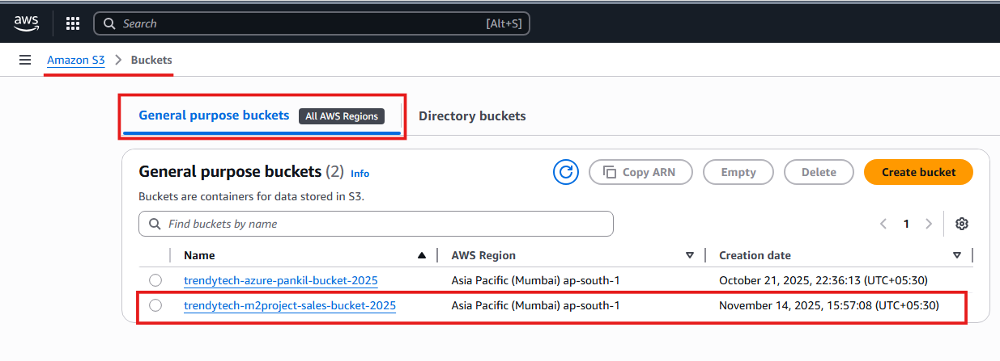 aws
Search [Alt+S]
Amazon S3 > Buckets
General purpose buckets All AWS Regions Directory buckets
General purpose buckets (2) Info
Copy ARN Empty Delete Create bucket
Buckets are containers for data stored in S3.
Find buckets by name
1
Name AWS Region Creation date
trendytech-azure-pankil-bucket-2025 Asia Pacific (Mumbai) ap-south-1 October 21, 2025, 22:36:13 (UTC+05:30)
trendytech-m2project-sales-bucket-2025 Asia Pacific (Mumbai) ap-south-1 November 14, 2025, 15:57:08 (UTC+05:30)